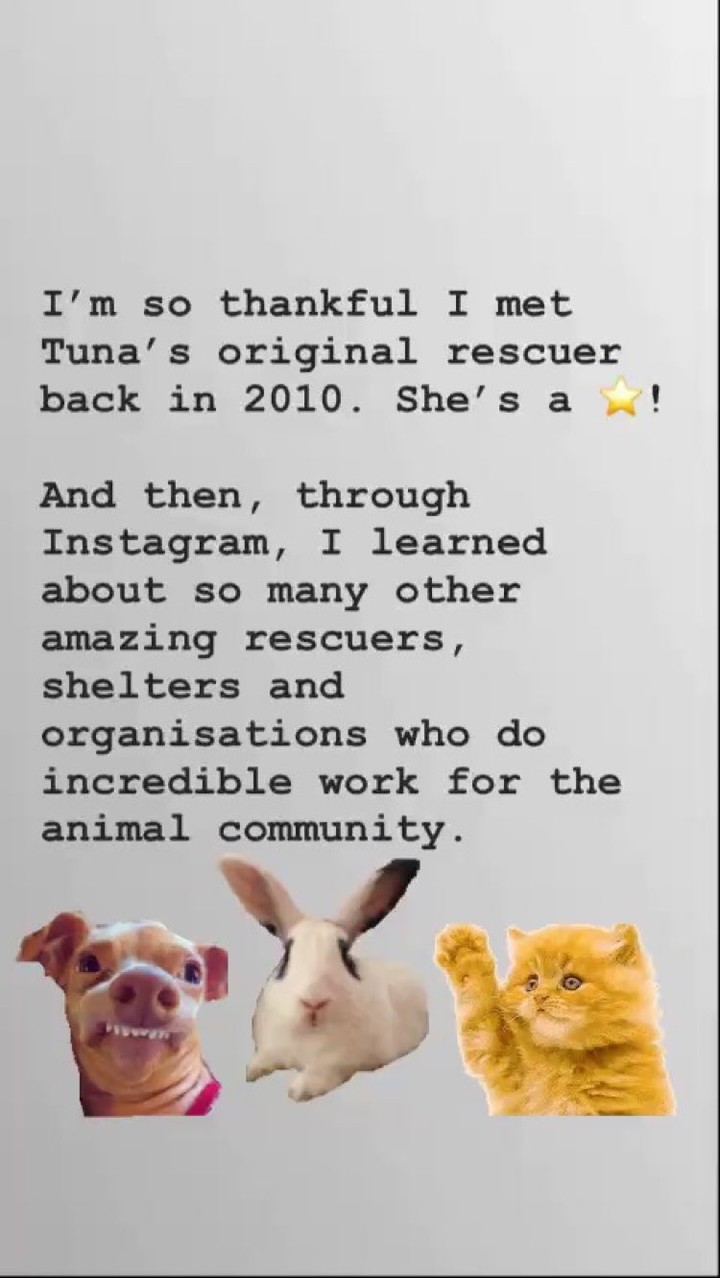 I’m so thankful I met
Tuna’s original rescuer
back in 2010. She’s a ⭐!
And then, through
Instagram, I learned
about so many other
amazing rescuers,
shelters and
organisations who do
incredible work for the
animal community.